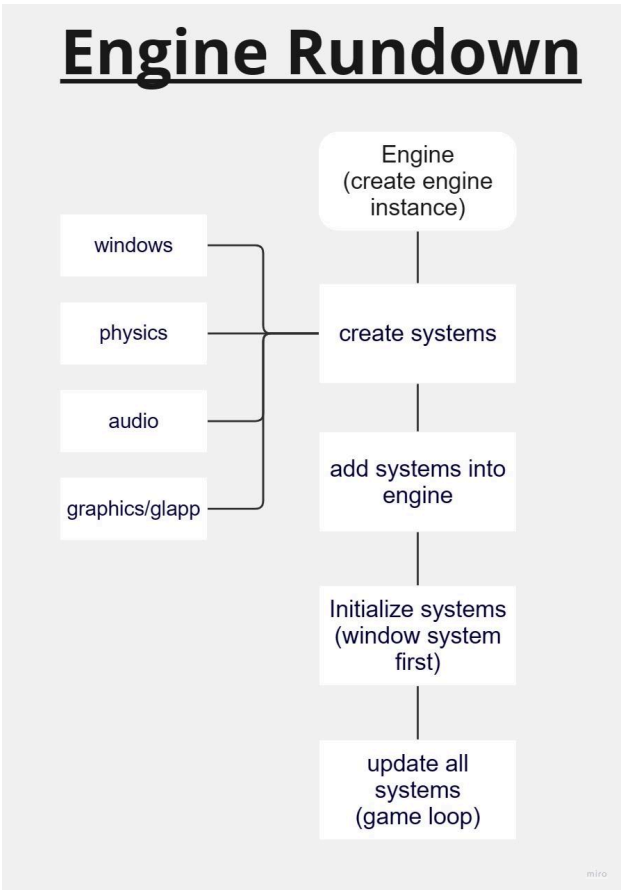 Engine Rundown
Engine
(create engine
instance)
windows
physics
create systems
audio
add systems into
engine
graphics/glapp
Initialize systems
(window system
first)
update all
systems
(game loop)
miro